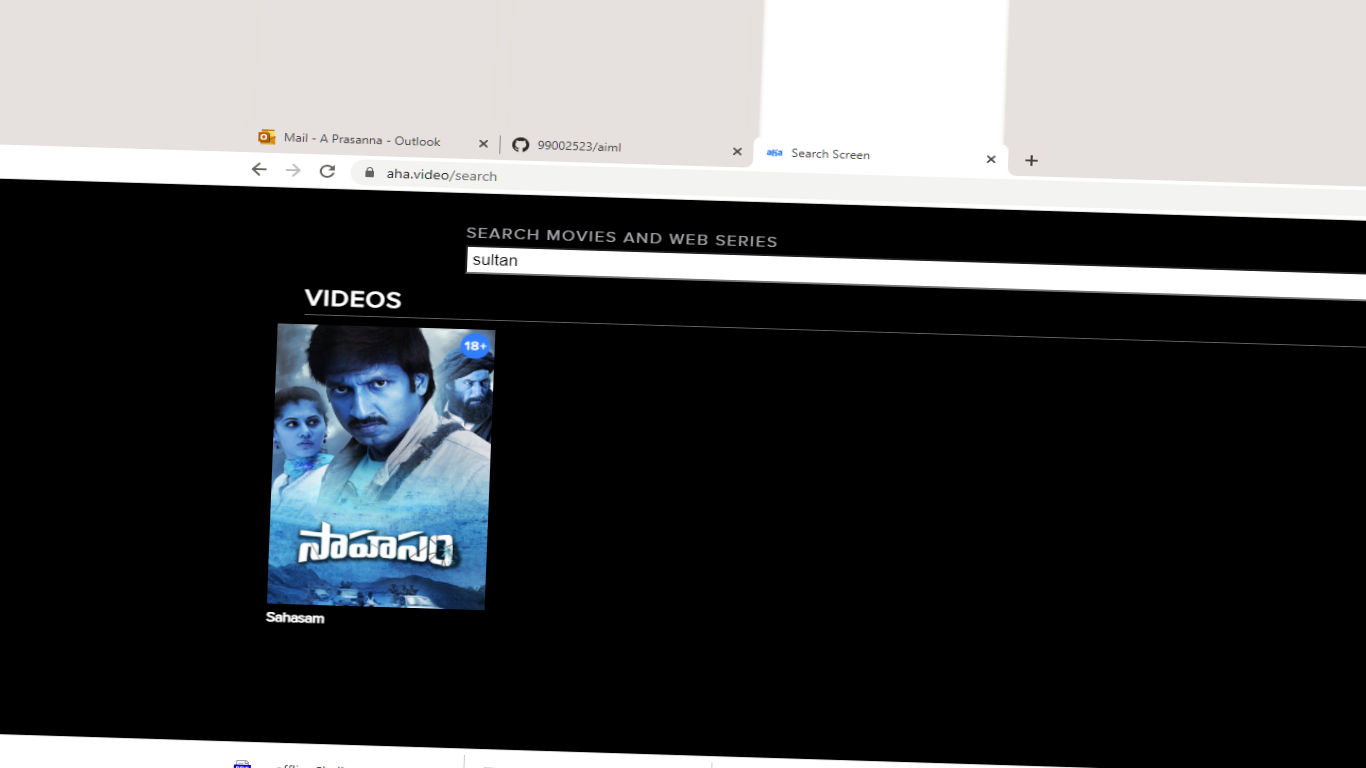 Mail - A Prasanna - Outlook
99002523/aiml
aha
Search Screen
aha.video/search
SEARCH MOVIES AND WEB SERIES
sultan
VIDEOS
18+
సాహసం
Sahasam